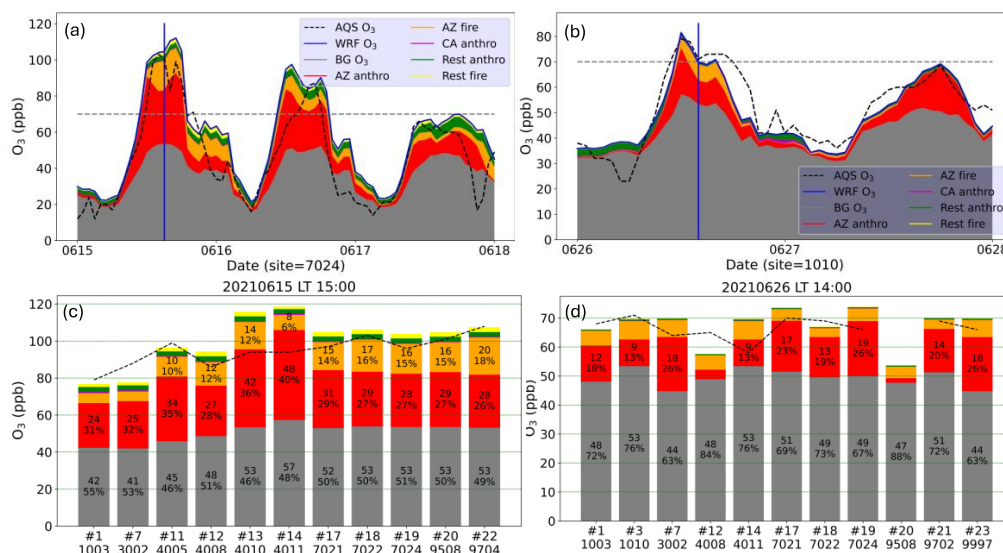 (a)
AQS O3
WRF O3
BG O3
AZ anthro
AZ fire
CA anthro
Rest anthro
Rest fire
O3 (ppb)
120
100
80
60
40
20
0
0615
0616
0617
0618
Date (site=7024)
(b)
AQS O3
WRF O3
BG O3
AZ anthro
AZ fire
CA anthro
Rest anthro
Rest fire
O3 (ppb)
80
70
60
50
40
30
20
10
0
0626
0627
0628
Date (site=1010)
20210615 LT 15:00
(c)
O3 (ppb)
120
100
80
60
40
20
0
24 31%
42 55%
25 32%
41 53%
10 10%
34 35%
45 46%
12 12%
27 28%
48 51%
14 12%
42 36%
53 46%
8 6%
48 40%
57 48%
15 14%
31 29%
52 50%
17 16%
29 27%
53 50%
16 15%
28 27%
53 51%
16 15%
29 27%
53 50%
20 18%
28 26%
53 49%
#1 #7 #11 #12 #13 #14 #17 #18 #19 #20 #22
1003 3002 4005 4008 4010 4011 7021 7022 7024 9508 9704
20210626 LT 14:00
(d)
O3 (ppb)
70
60
50
40
30
20
10
0
12 18%
48 72%
9 13%
53 76%
18 26%
44 63%
48 84%
9 13%
53 76%
17 23%
51 69%
13 19%
49 73%
19 26%
49 67%
47 88%
14 20%
51 72%
18 26%
44 63%
#1 #3 #7 #12 #14 #17 #18 #19 #20 #21 #23
1003 1010 3002 4008 4011 7021 7022 7024 9508 9702 9997